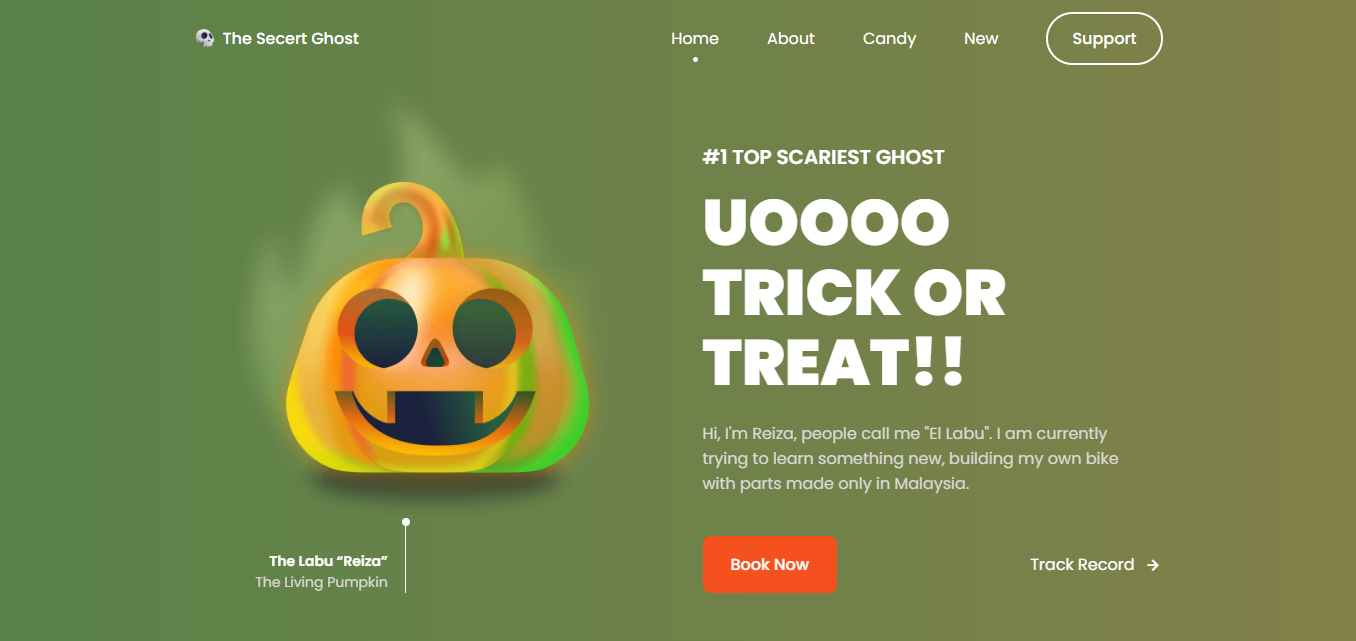 The Secert Ghost
Home
About
Candy
New
Support
#1 TOP SCARIEST GHOST
UOOOO
TRICK OR
TREAT!!
Hi, I'm Reiza, people call me "El Labu". I am currently
trying to learn something new, building my own bike
with parts made only in Malaysia.
Book Now
Track Record
The Labu “Reiza”
The Living Pumpkin